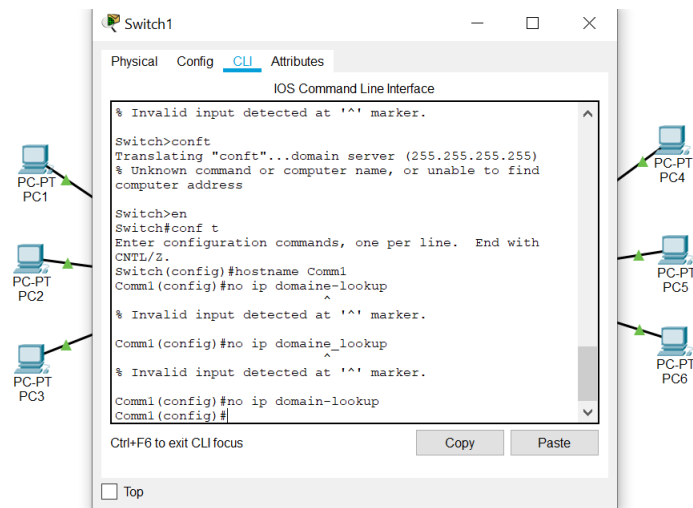 Switch1
Physical Config CLI Attributes
IOS Command Line Interface
% Invalid input detected at '^' marker.
Switch>conft
Translating "conft"...domain server (255.255.255.255)
% Unknown command or computer name, or unable to find
computer address
Switch>en
Switch#conf t
Enter configuration commands, one per line. End with
CNTL/Z.
Switch(config)#hostname Comm1
Comm1(config)#no ip domaine-lookup
^
% Invalid input detected at '^' marker.
Comm1(config)#no ip domaine_lookup
^
% Invalid input detected at '^' marker.
Comm1(config)#no ip domain-lookup
Comm1(config)#
Ctrl+F6 to exit CLI focus
Copy
Paste
Top
PC-PT
PC1
PC-PT
PC2
PC-PT
PC3
PC-PT
PC4
PC-PT
PC5
PC-PT
PC6